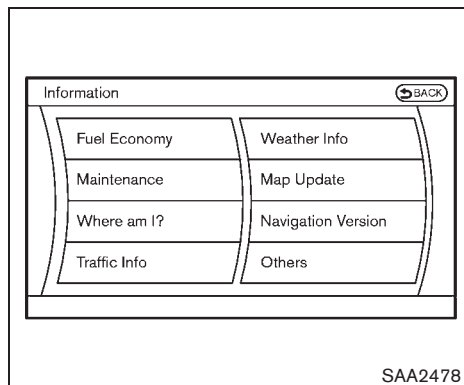 Information
BACK
Fuel Economy
Weather Info
Maintenance
Map Update
Where am I?
Navigation Version
Traffic Info
Others
SAA2478